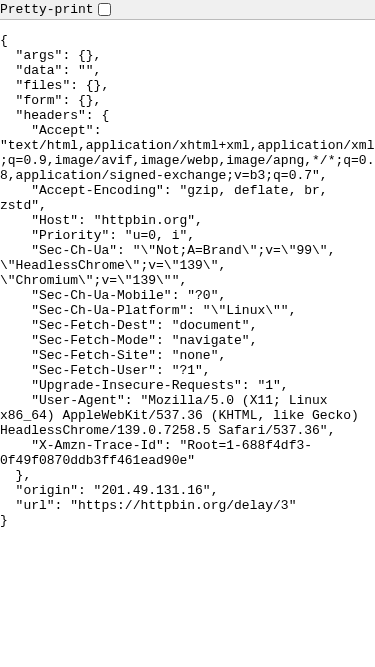 Pretty-print
{
  "args": {},
  "data": "",
  "files": {},
  "form": {},
  "headers": {
    "Accept":
"text/html,application/xhtml+xml,application/xml
;q=0.9,image/avif,image/webp,image/apng,*/*;q=0.
8,application/signed-exchange;v=b3;q=0.7",
    "Accept-Encoding": "gzip, deflate, br,
zstd",
    "Host": "httpbin.org",
    "Priority": "u=0, i",
    "Sec-Ch-Ua": "\"Not;A=Brand\";v=\"99\",
\"HeadlessChrome\";v=\"139\",
\"Chromium\";v=\"139\"",
    "Sec-Ch-Ua-Mobile": "?0",
    "Sec-Ch-Ua-Platform": "\"Linux\"",
    "Sec-Fetch-Dest": "document",
    "Sec-Fetch-Mode": "navigate",
    "Sec-Fetch-Site": "none",
    "Sec-Fetch-User": "?1",
    "Upgrade-Insecure-Requests": "1",
    "User-Agent": "Mozilla/5.0 (X11; Linux
x86_64) AppleWebKit/537.36 (KHTML, like Gecko)
HeadlessChrome/139.0.7258.5 Safari/537.36",
    "X-Amzn-Trace-Id": "Root=1-688f4df3-
0f49f0870ddb3ff461ead90e"
  },
  "origin": "201.49.131.16",
  "url": "https://httpbin.org/delay/3"
}